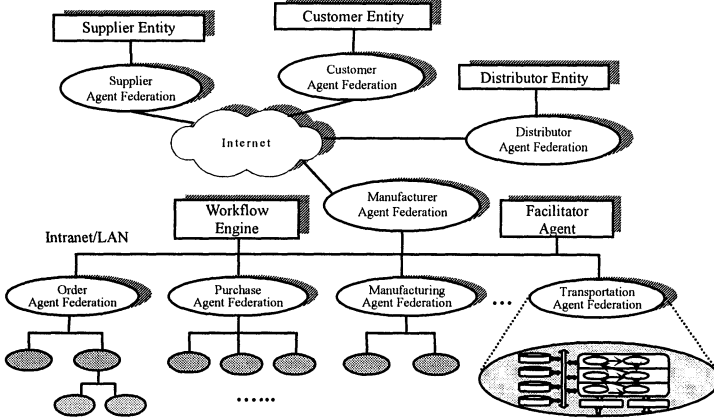 Supplier Entity
Customer Entity
Distributor Entity
Supplier
Agent Federation
Customer
Agent Federation
Distributor
Agent Federation
Internet
Manufacturer
Agent Federation
Workflow
Engine
Facilitator
Agent
Intranet/LAN
Order
Agent Federation
Purchase
Agent Federation
Manufacturing
Agent Federation
...
Transportation
Agent Federation
......